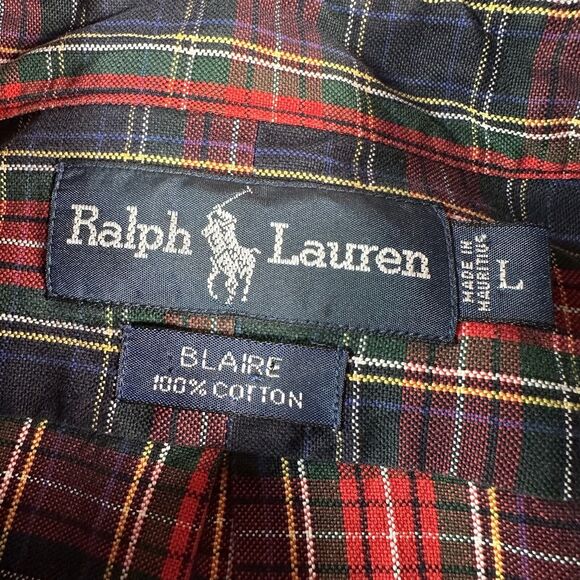 Ralph Lauren
MADE IN
MAURITIUS
L
BLAIRE
100% COTTON